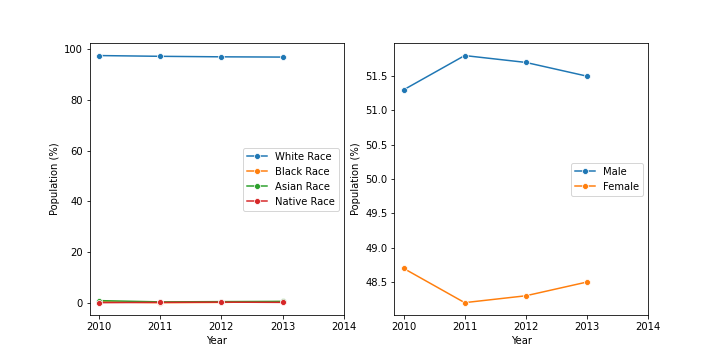 100
80
60
40
20
0
Population (%)
2010 2011 2012 2013 2014
Year
White Race
Black Race
Asian Race
Native Race
51.5
51.0
50.5
50.0
49.5
49.0
48.5
Population (%)
2010 2011 2012 2013 2014
Year
Male
Female